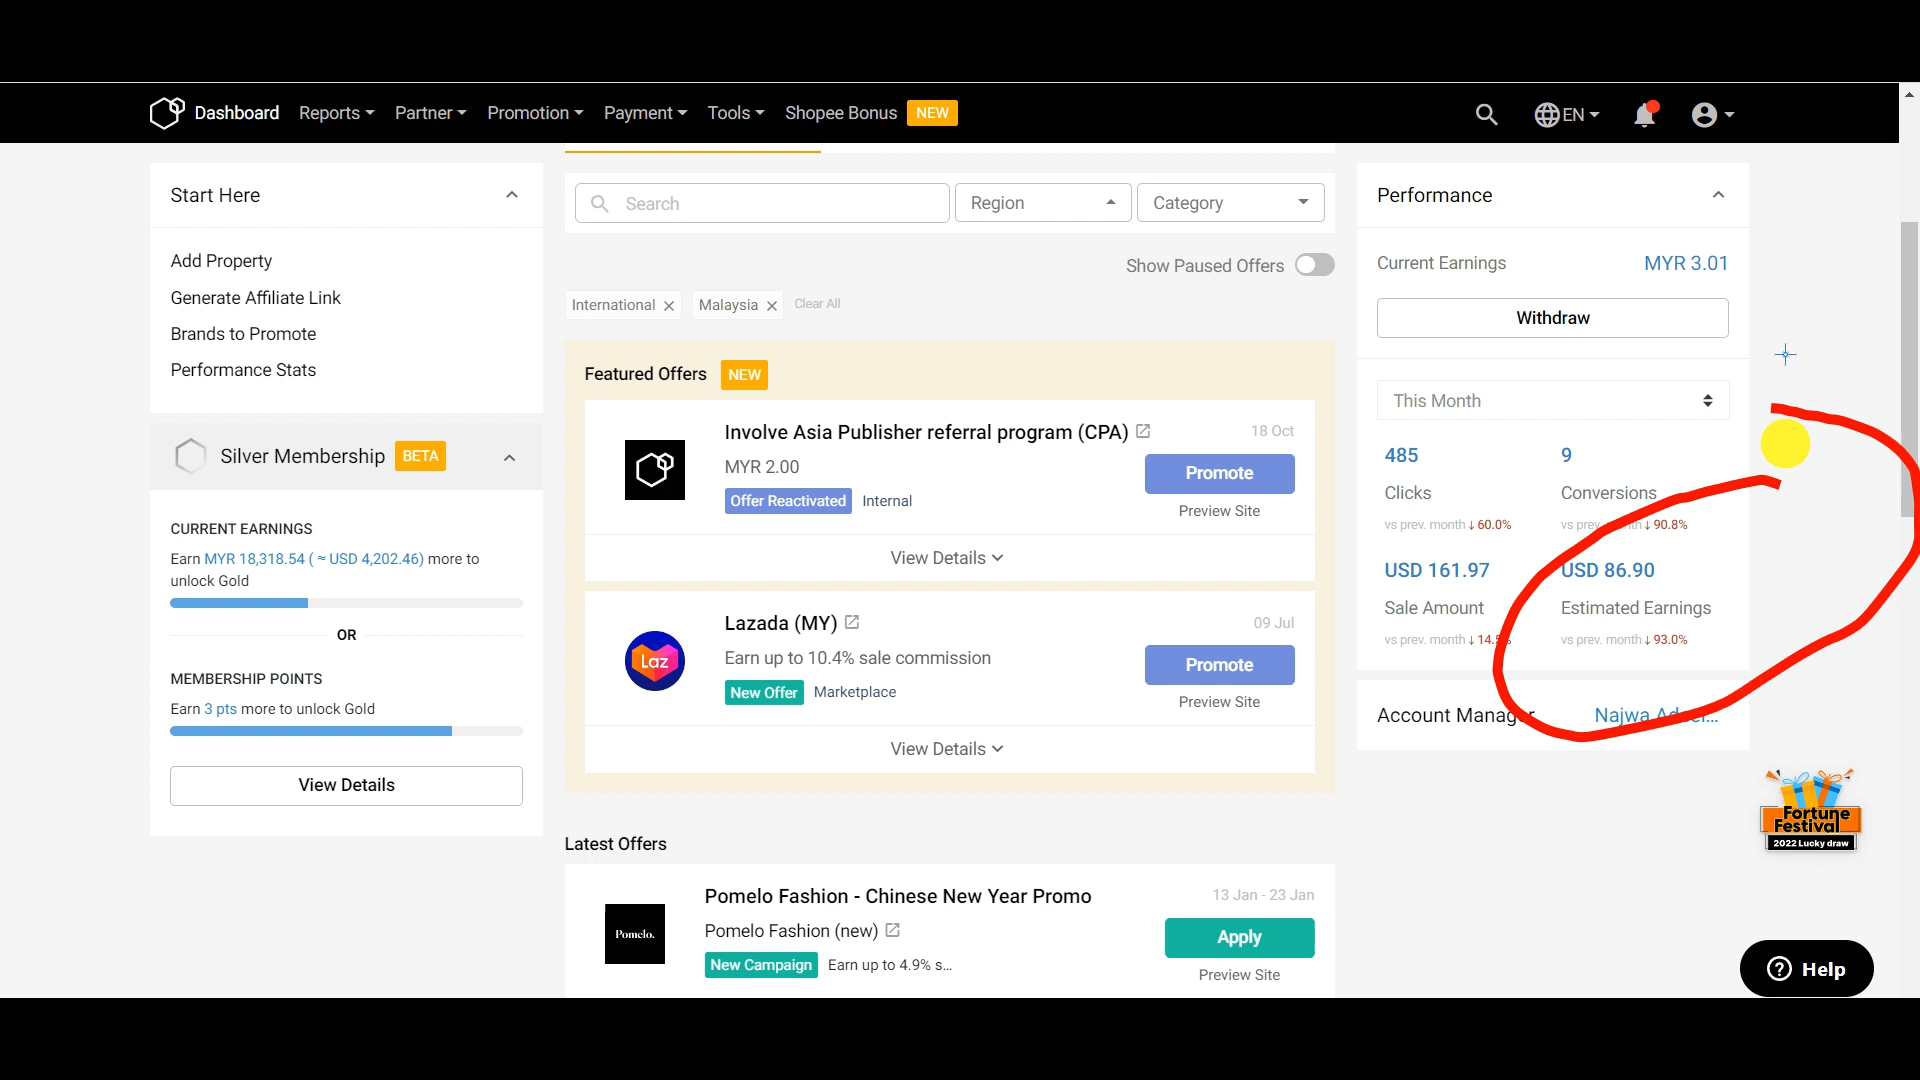 Dashboard Reports Partner Promotion Payment Tools Shopee Bonus NEW EN
Start Here
Add Property
Generate Affiliate Link
Brands to Promote
Performance Stats
Silver Membership BETA
CURRENT EARNINGS
Earn MYR 18,318.54 ( ≈ USD 4,202.46) more to
unlock Gold
OR
MEMBERSHIP POINTS
Earn 3 pts more to unlock Gold
View Details
Search Region Category
Show Paused Offers
International Malaysia Clear All
Featured Offers NEW
Involve Asia Publisher referral program (CPA) 18 Oct
MYR 2.00
Promote
Offer Reactivated Internal
Preview Site
View Details
Laz
Lazada (MY) 09 Jul
Earn up to 10.4% sale commission
Promote
New Offer Marketplace
Preview Site
View Details
Latest Offers
Pomelo.
Pomelo Fashion - Chinese New Year Promo 13 Jan - 23 Jan
Pomelo Fashion (new)
Apply
New Campaign Earn up to 4.9% s...
Preview Site
Performance
Current Earnings MYR 3.01
Withdraw
This Month
485 9
Clicks Conversions
vs prev. month ↓ 60.0% vs prev. ↓ 90.8%
USD 161.97 USD 86.90
Sale Amount Estimated Earnings
vs prev. month ↓ vs prev. month ↓ 93.0%
Account Manager Najwa
Fortune
Festival
2022 Lucky draw
Help